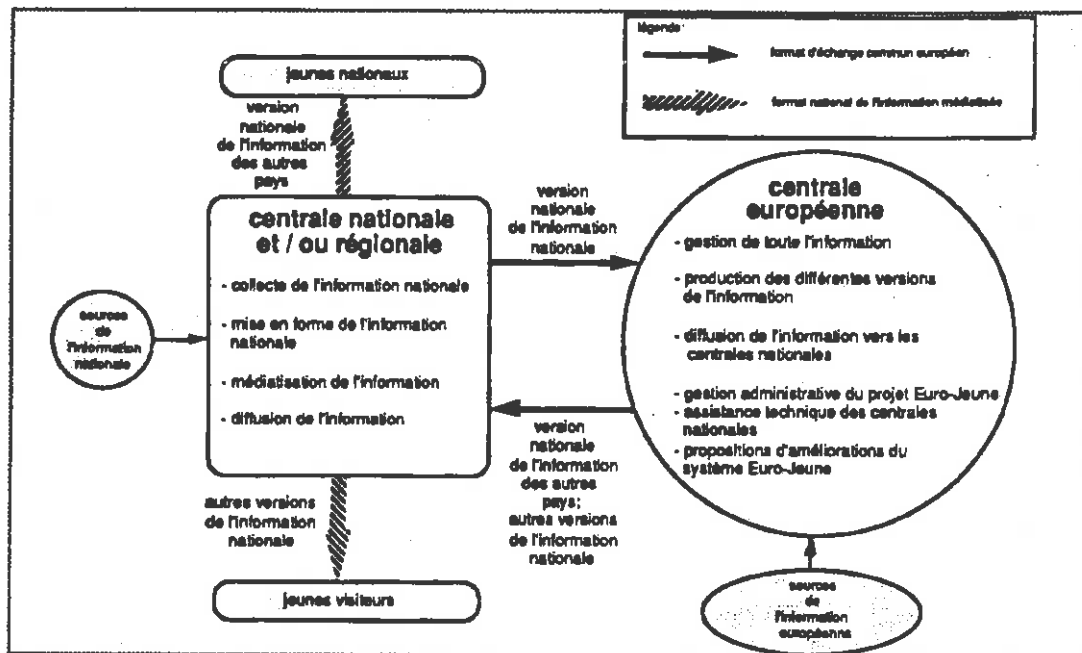 légende
format d'échange commun européen
format national de l'information médiatisée
jeunes nationaux
version
nationale
de l'information
des autres
pays
centrale nationale
et / ou régionale
- collecte de l'information nationale
- mise en forme de l'information
nationale
- médiatisation de l'information
- diffusion de l'information
sources
de
l'information
nationale
version
nationale
de l'information
nationale
centrale
européenne
- gestion de toute l'information
- production des différentes versions
de l'information
- diffusion de l'information vers les
centrales nationales
- gestion administrative du projet Euro-Jeune
- assistance technique des centrales
nationales
- propositions d'améliorations du
système Euro-Jeune
version
nationale
de l'information
des autres
pays;
autres versions
de l'information
nationale
autres versions
de l'information
nationale
jeunes visiteurs
sources
de
l'information
européenne